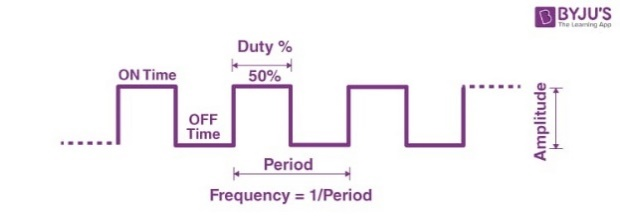 BYJU'S
The Learning App
Duty %
ON Time
50%
OFF
Time
Amplitude
Period
Frequency = 1/Period